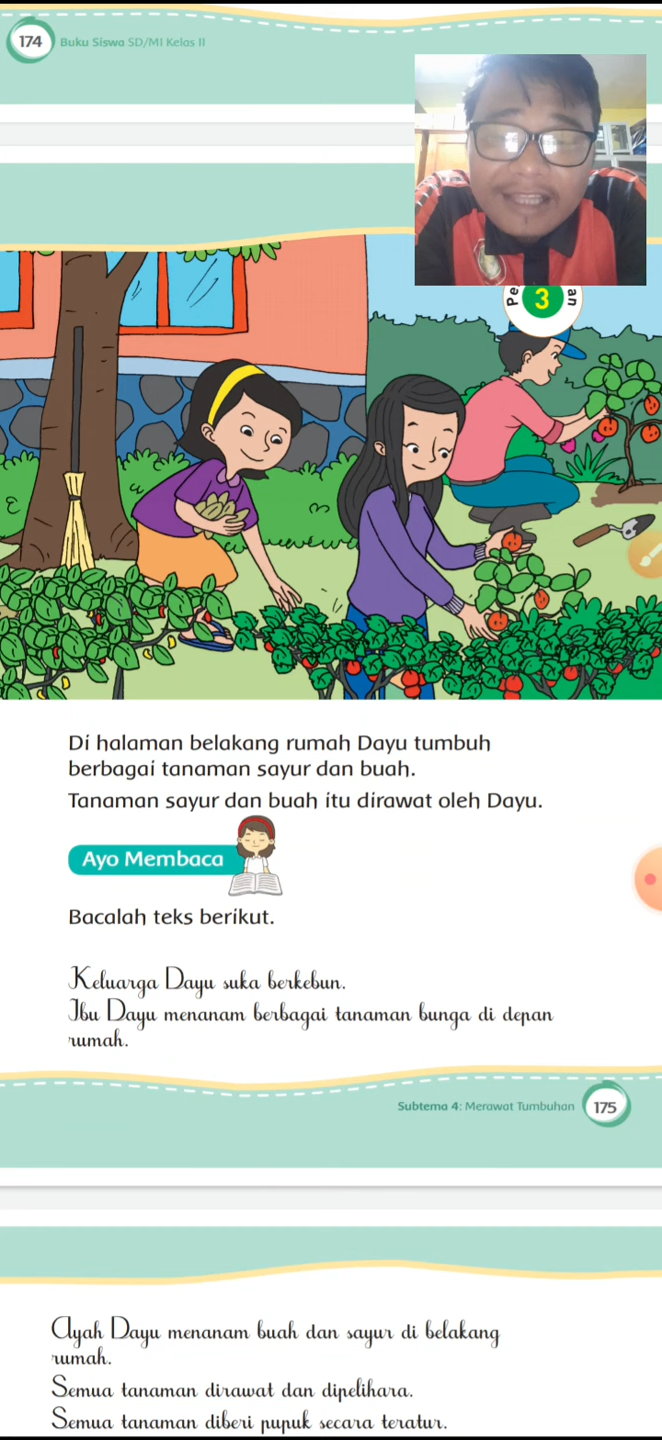 174 Buku Siswa SD/MI Kelas II
3
Di halaman belakang rumah Dayu tumbuh
berbagai tanaman sayur dan buah.
Tanaman sayur dan buah itu dirawat oleh Dayu.
Ayo Membaca
Bacalah teks berikut.
Keluarga Dayu suka berkebun.
Ibu Dayu menanam berbagai tanaman bunga di depan
rumah.
Subtema 4: Merawat Tumbuhan 175
Ayah Dayu menanam buah dan sayur di belakang
rumah.
Semua tanaman dirawat dan dipelihara.
Semua tanaman diberi pupuk secara teratur.